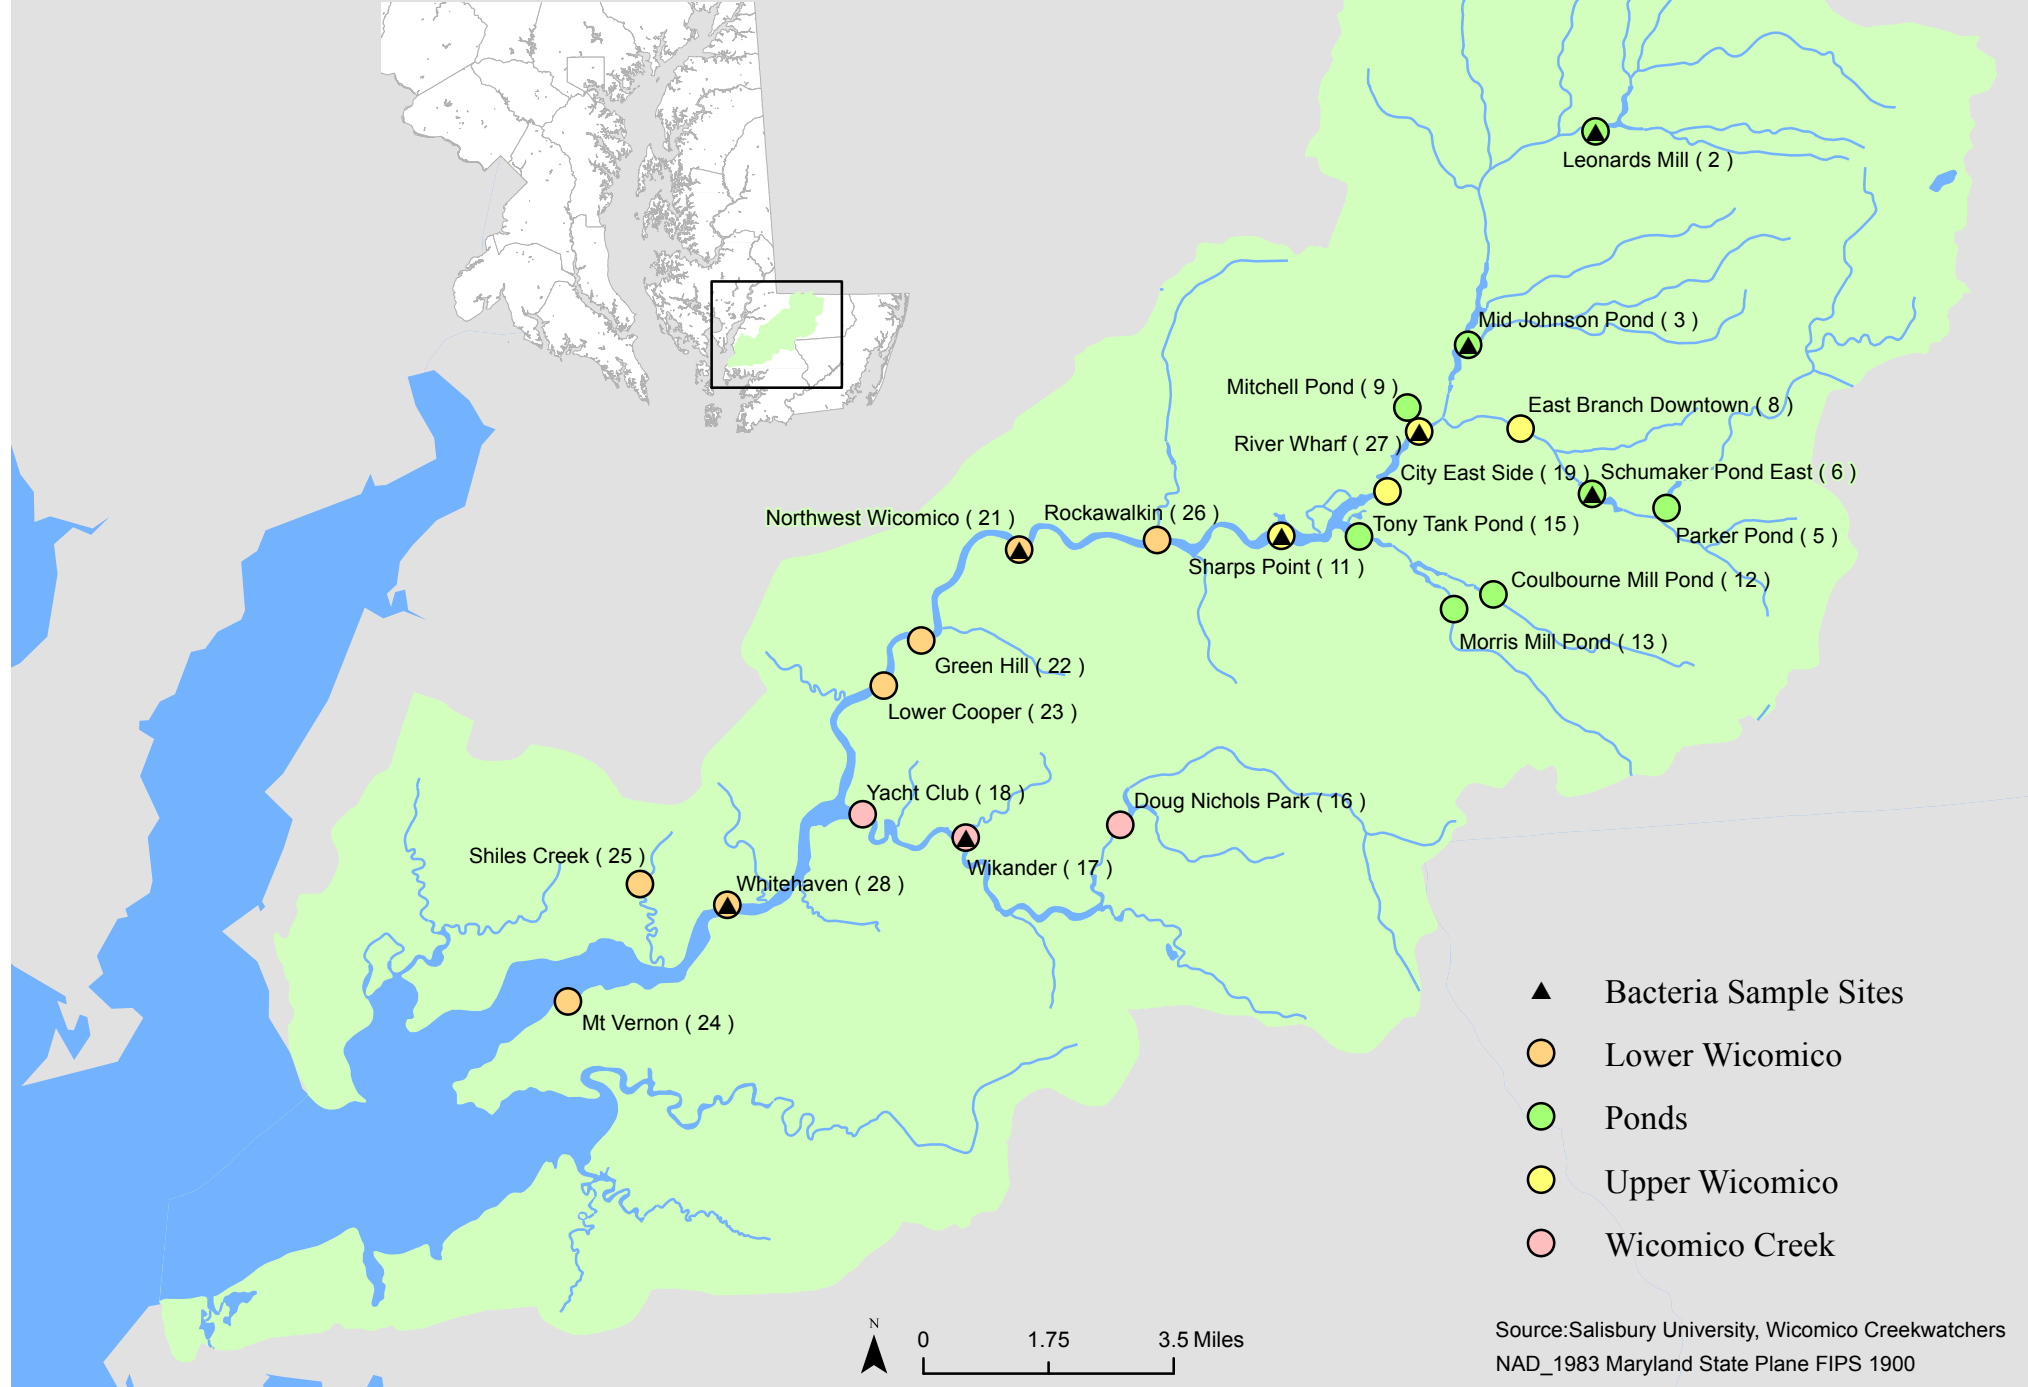 Leonards Mill ( 2 )
Mid Johnson Pond ( 3 )
Mitchell Pond ( 9 )
East Branch Downtown ( 8 )
River Wharf ( 27 )
City East Side ( 19 )
Schumaker Pond East ( 6 )
Northwest Wicomico ( 21 )
Rockawalkin ( 26 )
Tony Tank Pond ( 15 )
Parker Pond ( 5 )
Sharps Point ( 11 )
Coulbourne Mill Pond ( 12 )
Morris Mill Pond ( 13 )
Green Hill ( 22 )
Lower Cooper ( 23 )
Yacht Club ( 18 )
Doug Nichols Park ( 16 )
Shiles Creek ( 25 )
Wikander ( 17 )
Whitehaven ( 28 )
Mt Vernon ( 24 )
Bacteria Sample Sites
Lower Wicomico
Ponds
Upper Wicomico
Wicomico Creek
N
0 1.75 3.5 Miles
Source:Salisbury University, Wicomico Creekwatchers
NAD_1983 Maryland State Plane FIPS 1900